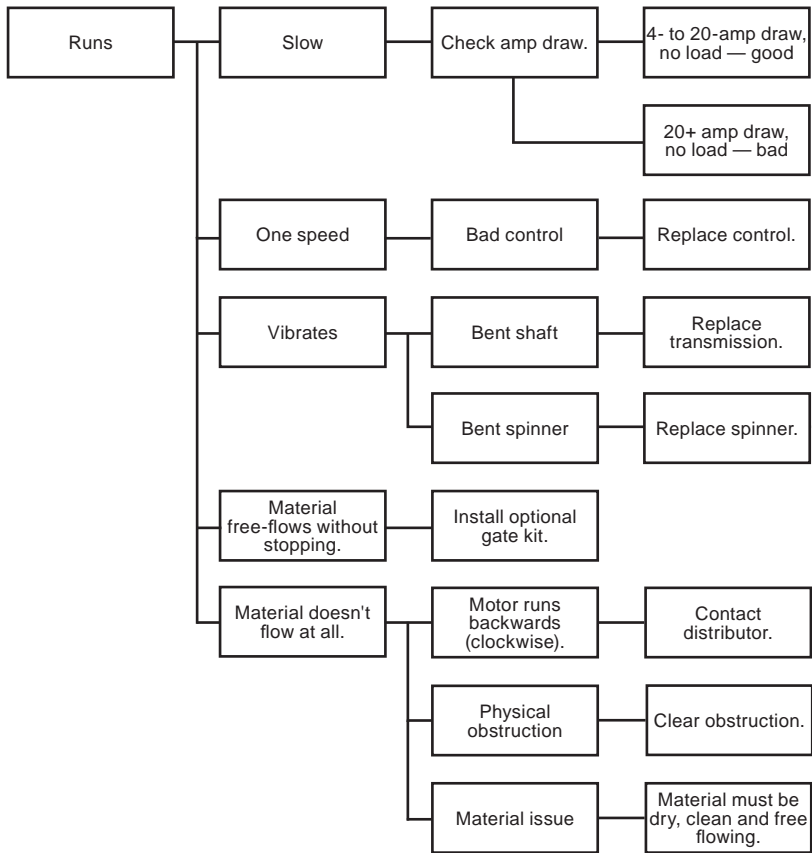 Runs
Slow
Check amp draw.
4- to 20-amp draw,
no load — good
20+ amp draw,
no load — bad
One speed
Bad control
Replace control.
Vibrates
Bent shaft
Replace
transmission.
Bent spinner
Replace spinner.
Material
free-flows without
stopping.
Install optional
gate kit.
Material doesn't
flow at all.
Motor runs
backwards
(clockwise).
Contact
distributor.
Physical
obstruction
Clear obstruction.
Material issue
Material must be
dry, clean and free
flowing.